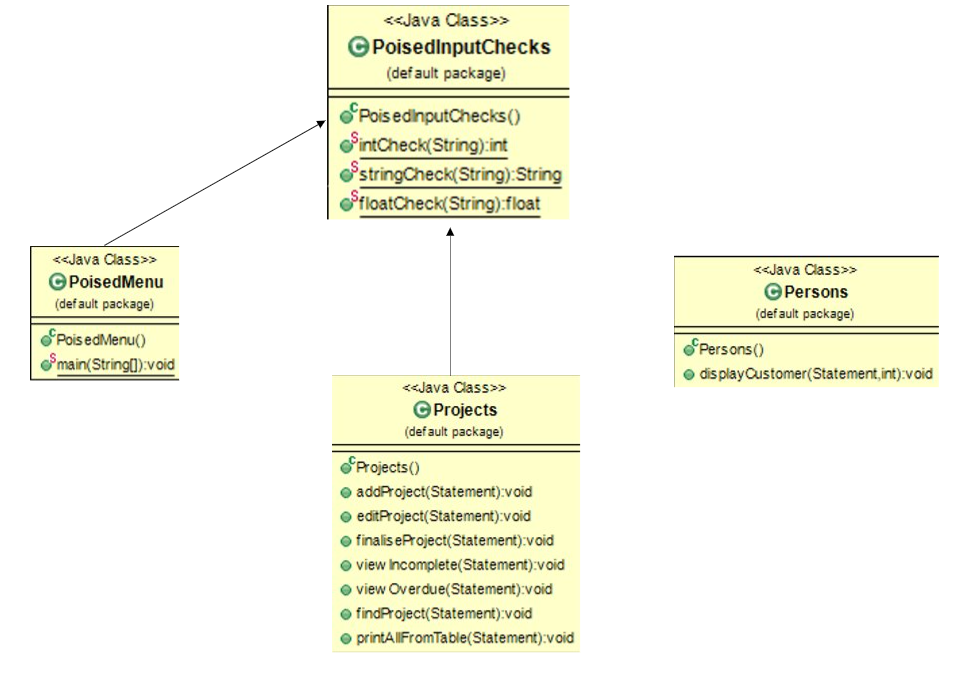 <<Java Class>>
PoisedInputChecks
(default package)
PoisedInputChecks()
intCheck(String):int
stringCheck(String):String
floatCheck(String):float
<<Java Class>>
PoisedMenu
(default package)
PoisedMenu()
main(String[]):void
<<Java Class>>
Persons
(default package)
Persons()
displayCustomer(Statement,int):void
<<Java Class>>
Projects
(default package)
Projects()
addProject(Statement):void
editProject(Statement):void
finaliseProject(Statement):void
viewIncomplete(Statement):void
viewOverdue(Statement):void
findProject(Statement):void
printAllFromTable(Statement):void